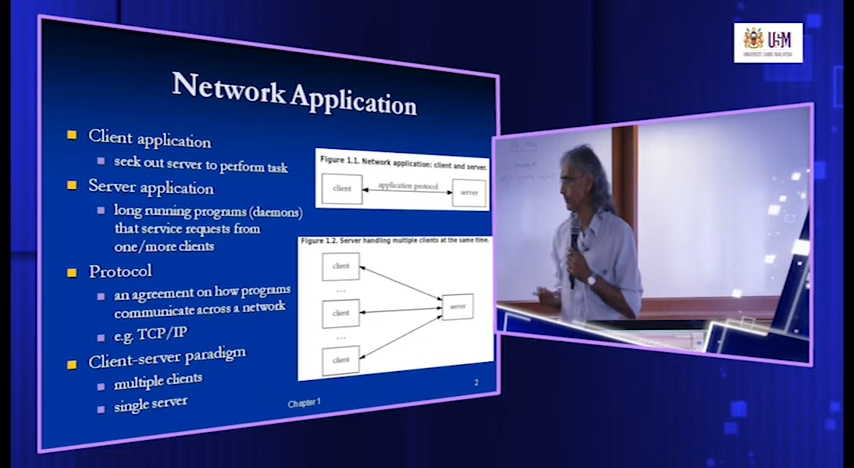 Network Application
Client application
seek out server to perform task
Server application
long running programs (daemons)
that service requests from
one/more clients
Protocol
an agreement on how programs
communicate across a network
e.g. TCP/IP
Client-server paradigm
multiple clients
single server
Figure 1.1. Network application: client and server.
client
application protocol
server
Figure 1.2. Server handling multiple clients at the same time.
client
...
client
server
...
client
Chapter 1
2
USM
UNIVERSITI SAINS MALAYSIA